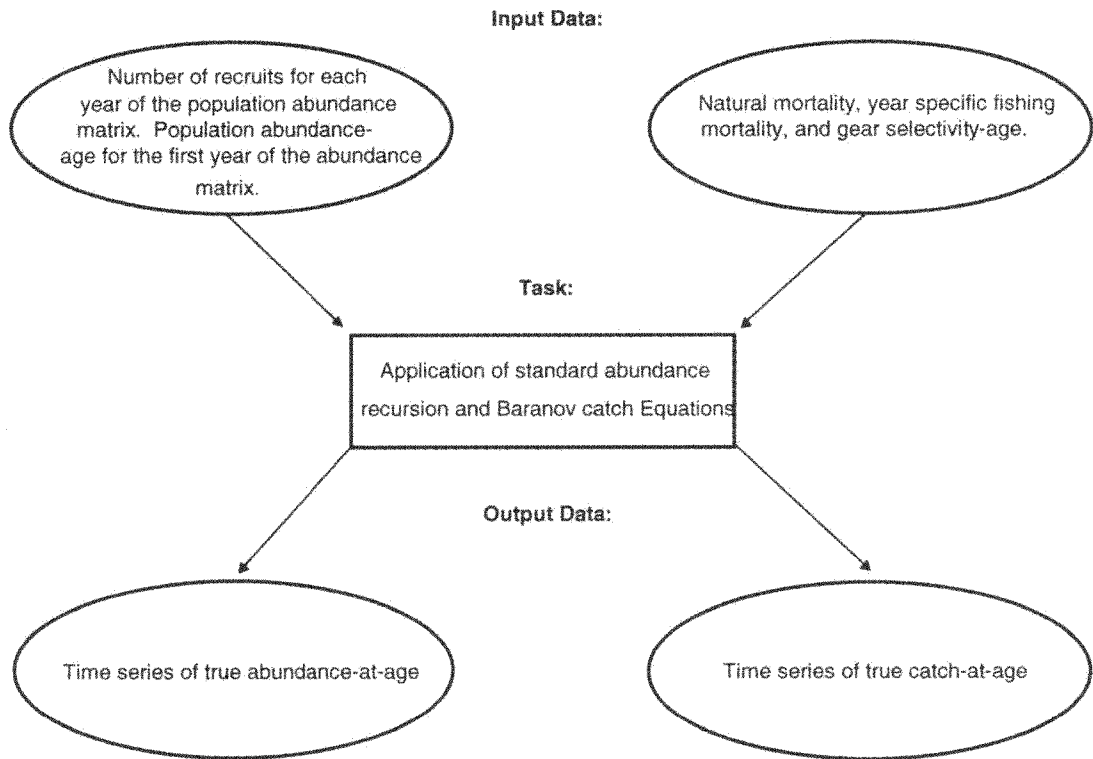 Input Data:
Number of recruits for each
year of the population abundance
matrix. Population abundance-
age for the first year of the abundance
matrix.
Natural mortality, year specific fishing
mortality, and gear selectivity-age.
Task:
Application of standard abundance
recursion and Baranov catch Equations
Output Data:
Time series of true abundance-at-age
Time series of true catch-at-age